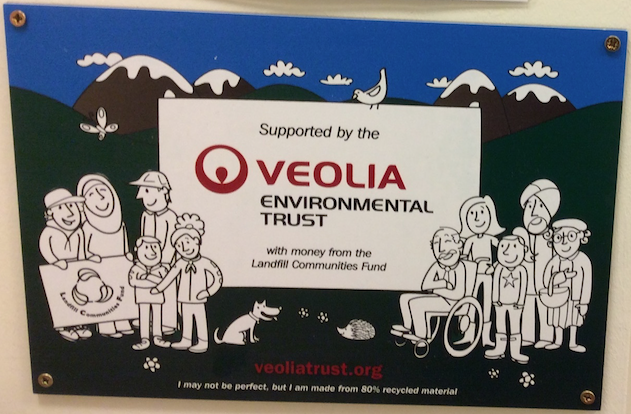 Supported by the
VEOLIA
ENVIRONMENTAL
TRUST
with money from the
Landfill Communities Fund
Landfill Communities Fund
veoliatrust.org
I may not be perfect, but I am made from 80% recycled material